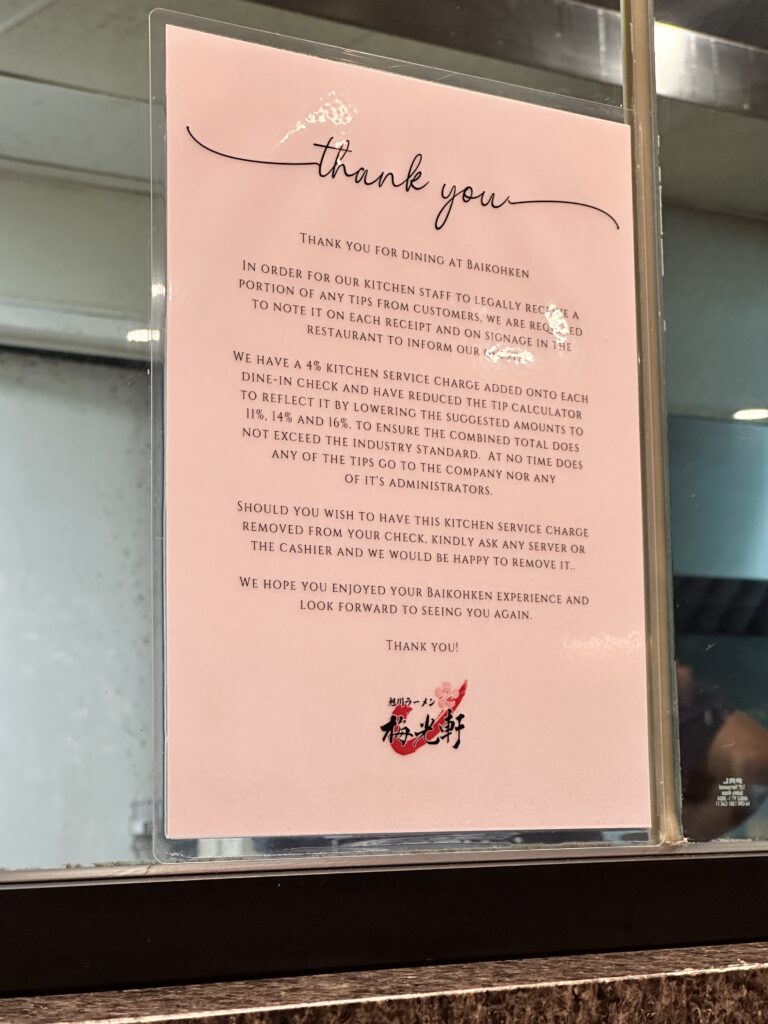 thank you
THANK YOU FOR DINING AT BAIKOHKEN
IN ORDER FOR OUR KITCHEN STAFF TO LEGALLY RECEIVE A
PORTION OF ANY TIPS FROM CUSTOMERS, WE ARE REQUIRED
TO NOTE IT ON EACH RECEIPT AND ON SIGNAGE IN THE
RESTAURANT TO INFORM OUR
WE HAVE A 4% KITCHEN SERVICE CHARGE ADDED ONTO EACH
DINE-IN CHECK AND HAVE REDUCED THE TIP CALCULATOR
TO REFLECT IT BY LOWERING THE SUGGESTED AMOUNTS TO
11%, 14% AND 16%, TO ENSURE THE COMBINED TOTAL DOES
NOT EXCEED THE INDUSTRY STANDARD. AT NO TIME DOES
ANY OF THE TIPS GO TO THE COMPANY NOR ANY
OF IT'S ADMINISTRATORS.
SHOULD YOU WISH TO HAVE THIS KITCHEN SERVICE CHARGE
REMOVED FROM YOUR CHECK, KINDLY ASK ANY SERVER OR
THE CASHIER AND WE WOULD BE HAPPY TO REMOVE IT..
WE HOPE YOU ENJOYED YOUR BAIKOHKEN EXPERIENCE AND
LOOK FORWARD TO SEEING YOU AGAIN.
THANK YOU!
旭川ラーメン
梅光軒